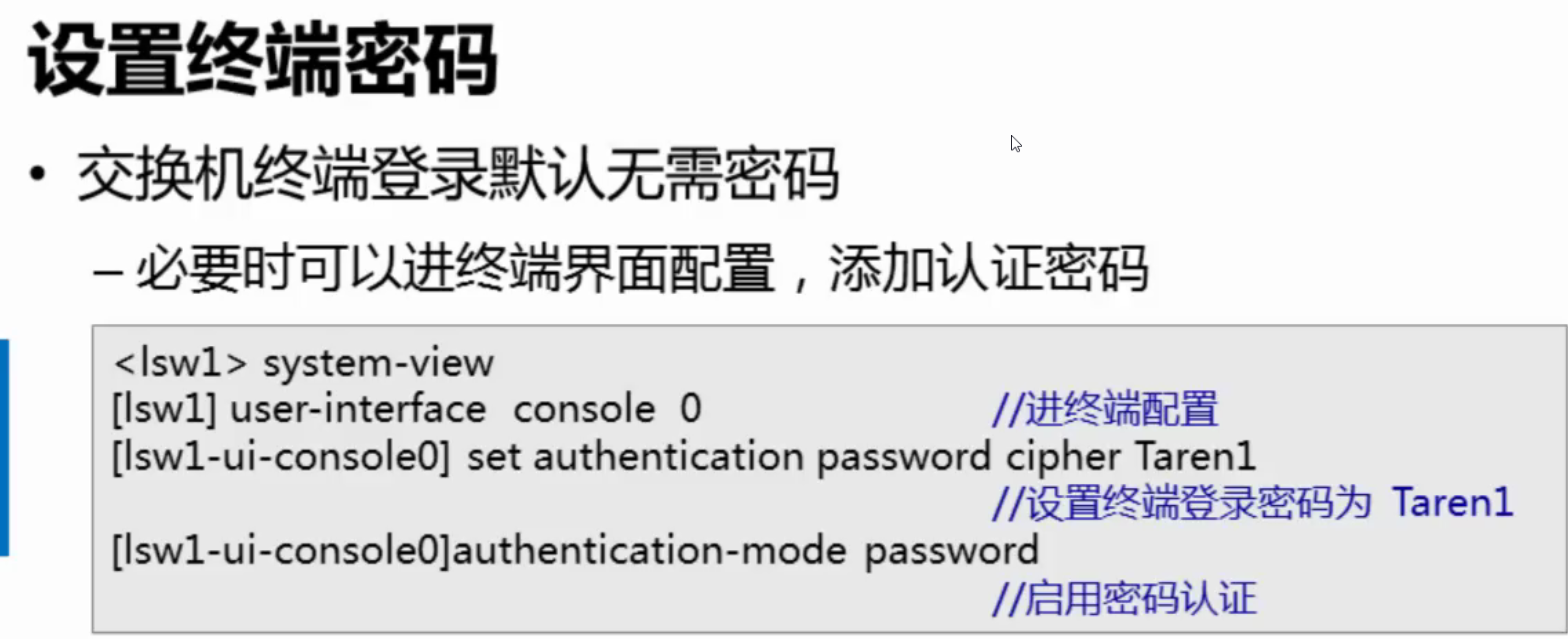 设置终端密码
• 交换机终端登录默认无需密码
– 必要时可以进终端界面配置，添加认证密码
<lsw1> system-view
[lsw1] user-interface console 0 //进终端配置
[lsw1-ui-console0] set authentication password cipher Taren1
//设置终端登录密码为 Taren1
[lsw1-ui-console0]authentication-mode password
//启用密码认证